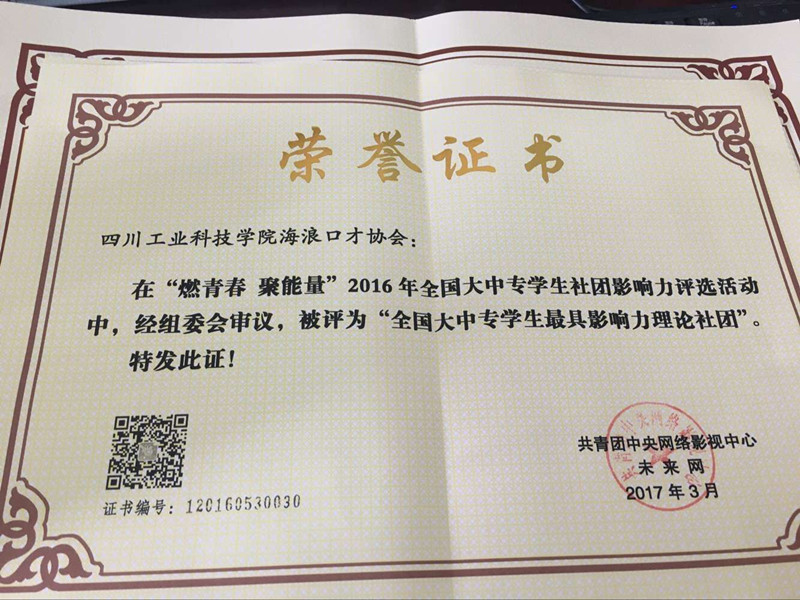 荣誉证书
四川工业科技学院海浪口才协会：
在“燃青春 聚能量”2016年全国大中专学生社团影响力评选活动
中，经组委会审议，被评为“全国大中专学生最具影响力理论社团”。
特发此证！
共青团中央网络影视中心
未来网
2017年3月
证书编号：120160530030